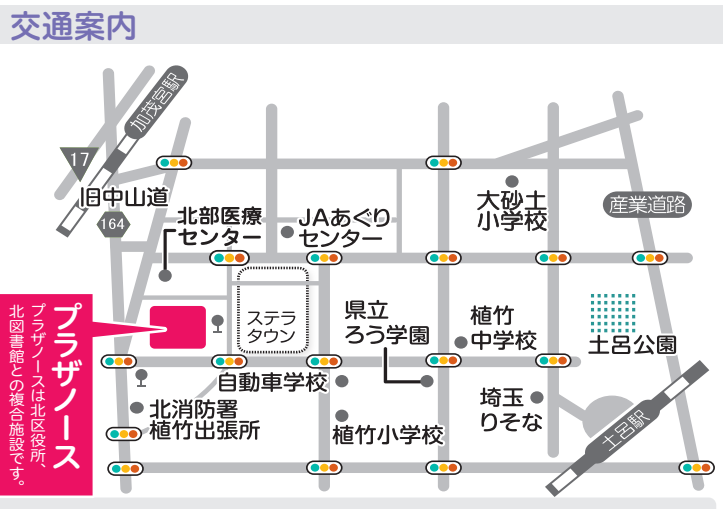 交通案内
加茂宮駅
17
旧中山道
164
北部医療
センター
JAあぐり
センター
大砂土
小学校
産業道路
プラザノース
プラザノースは北区役所、
北図書館との複合施設です。
ステラ
タウン
県立
ろう学園
植竹
中学校
土呂公園
自動車学校
北消防署
植竹出張所
植竹小学校
埼玉
りそな
土呂駅